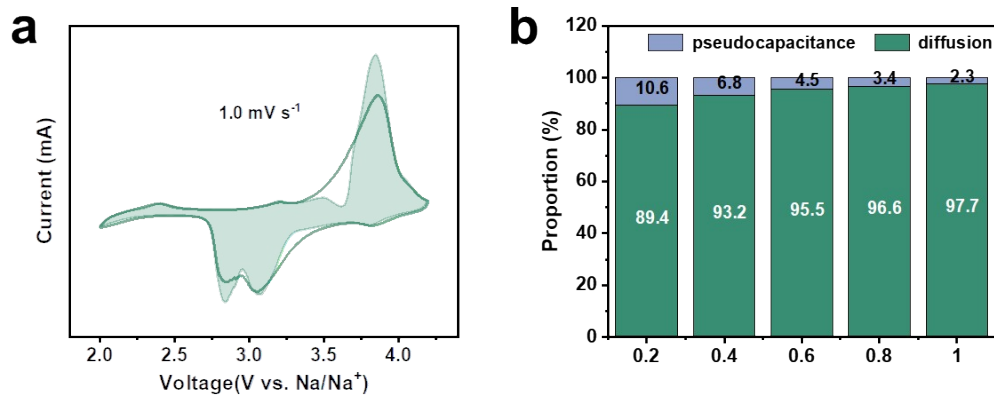 a
1.0 mV s⁻¹
Current (mA)
2.0 2.5 3.0 3.5 4.0
Voltage(V vs. Na/Na⁺)
b
pseudocapacitance diffusion
120
100
80
60
40
20
0
Proportion (%)
10.6 6.8 4.5 3.4 2.3
89.4 93.2 95.5 96.6 97.7
0.2 0.4 0.6 0.8 1